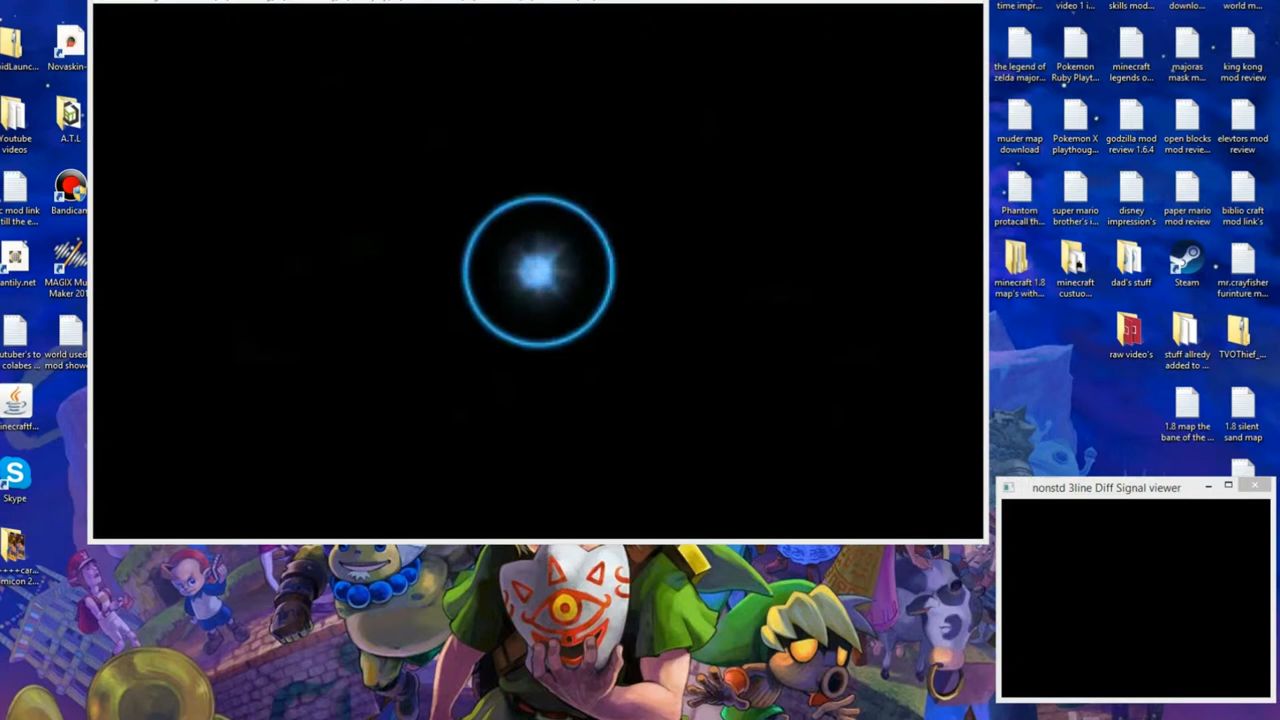 time impr...
video 1 i...
skills mod...
downlo...
world m...
idLaunc...
Novaskin-
the legend of
zelda major...
Pokemon
Ruby Playt...
minecraft
legends o...
majoras
mask m...
king kong
mod review
Youtube
videos
A.T.L
muder map
download
Pokemon X
playthoug...
godzilla mod
review 1.6.4
open blocks
mod revie...
elevtors mod
review
c mod link
till the e...
Bandican
Phantom
protacall th...
super mario
brother's i...
disney
impression's
paper mario
mod review
biblio craft
mod link's
antily.net
MAGIX Mu
Maker 201
minecraft 1.8
map's with...
minecraft
custuo...
dad's stuff
Steam
mr.crayfisher
furinture m...
utuber's to
colabes ...
world used
mod show
raw video's
stuff allredy
added to ...
TVOThief_...
inecraftf...
1.8 map the
bane of the ...
1.8 silent
sand map
S
Skype
nonstd 3line Diff Signal viewer
++++car...
omicon 2...